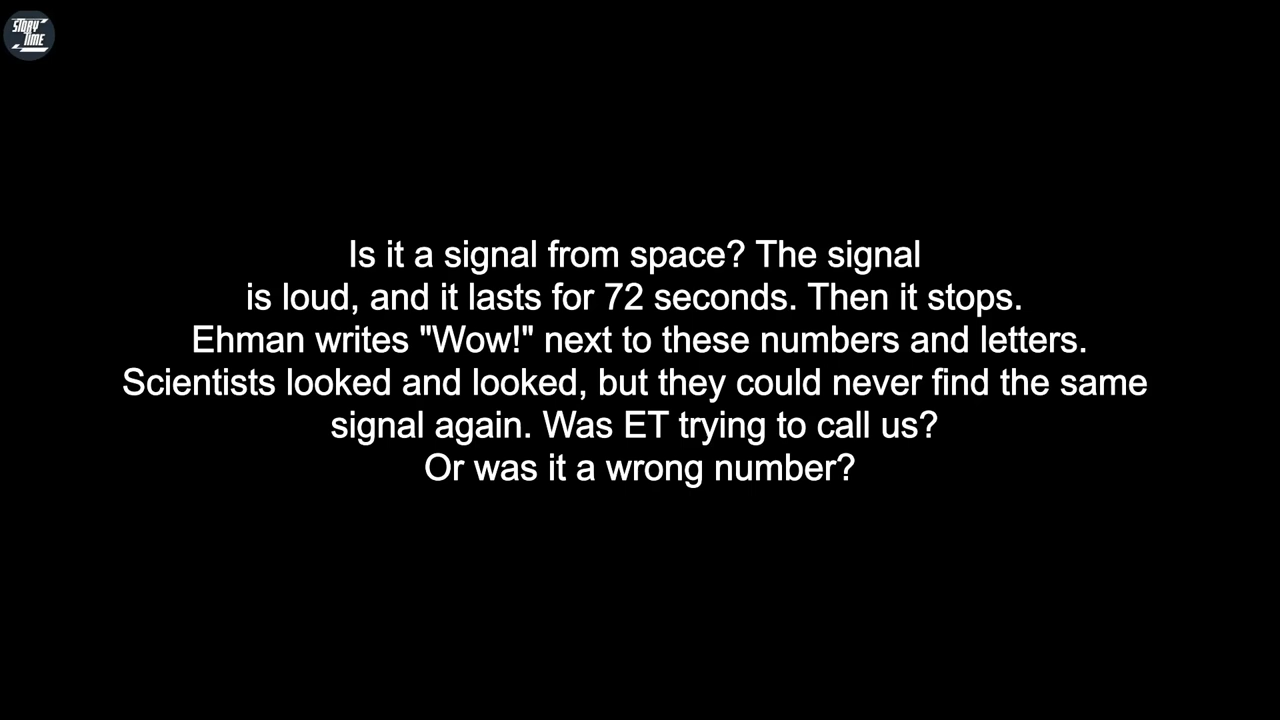 STORY
TIME
Is it a signal from space? The signal
is loud, and it lasts for 72 seconds. Then it stops.
Ehman writes "Wow!" next to these numbers and letters.
Scientists looked and looked, but they could never find the same
signal again. Was ET trying to call us?
Or was it a wrong number?